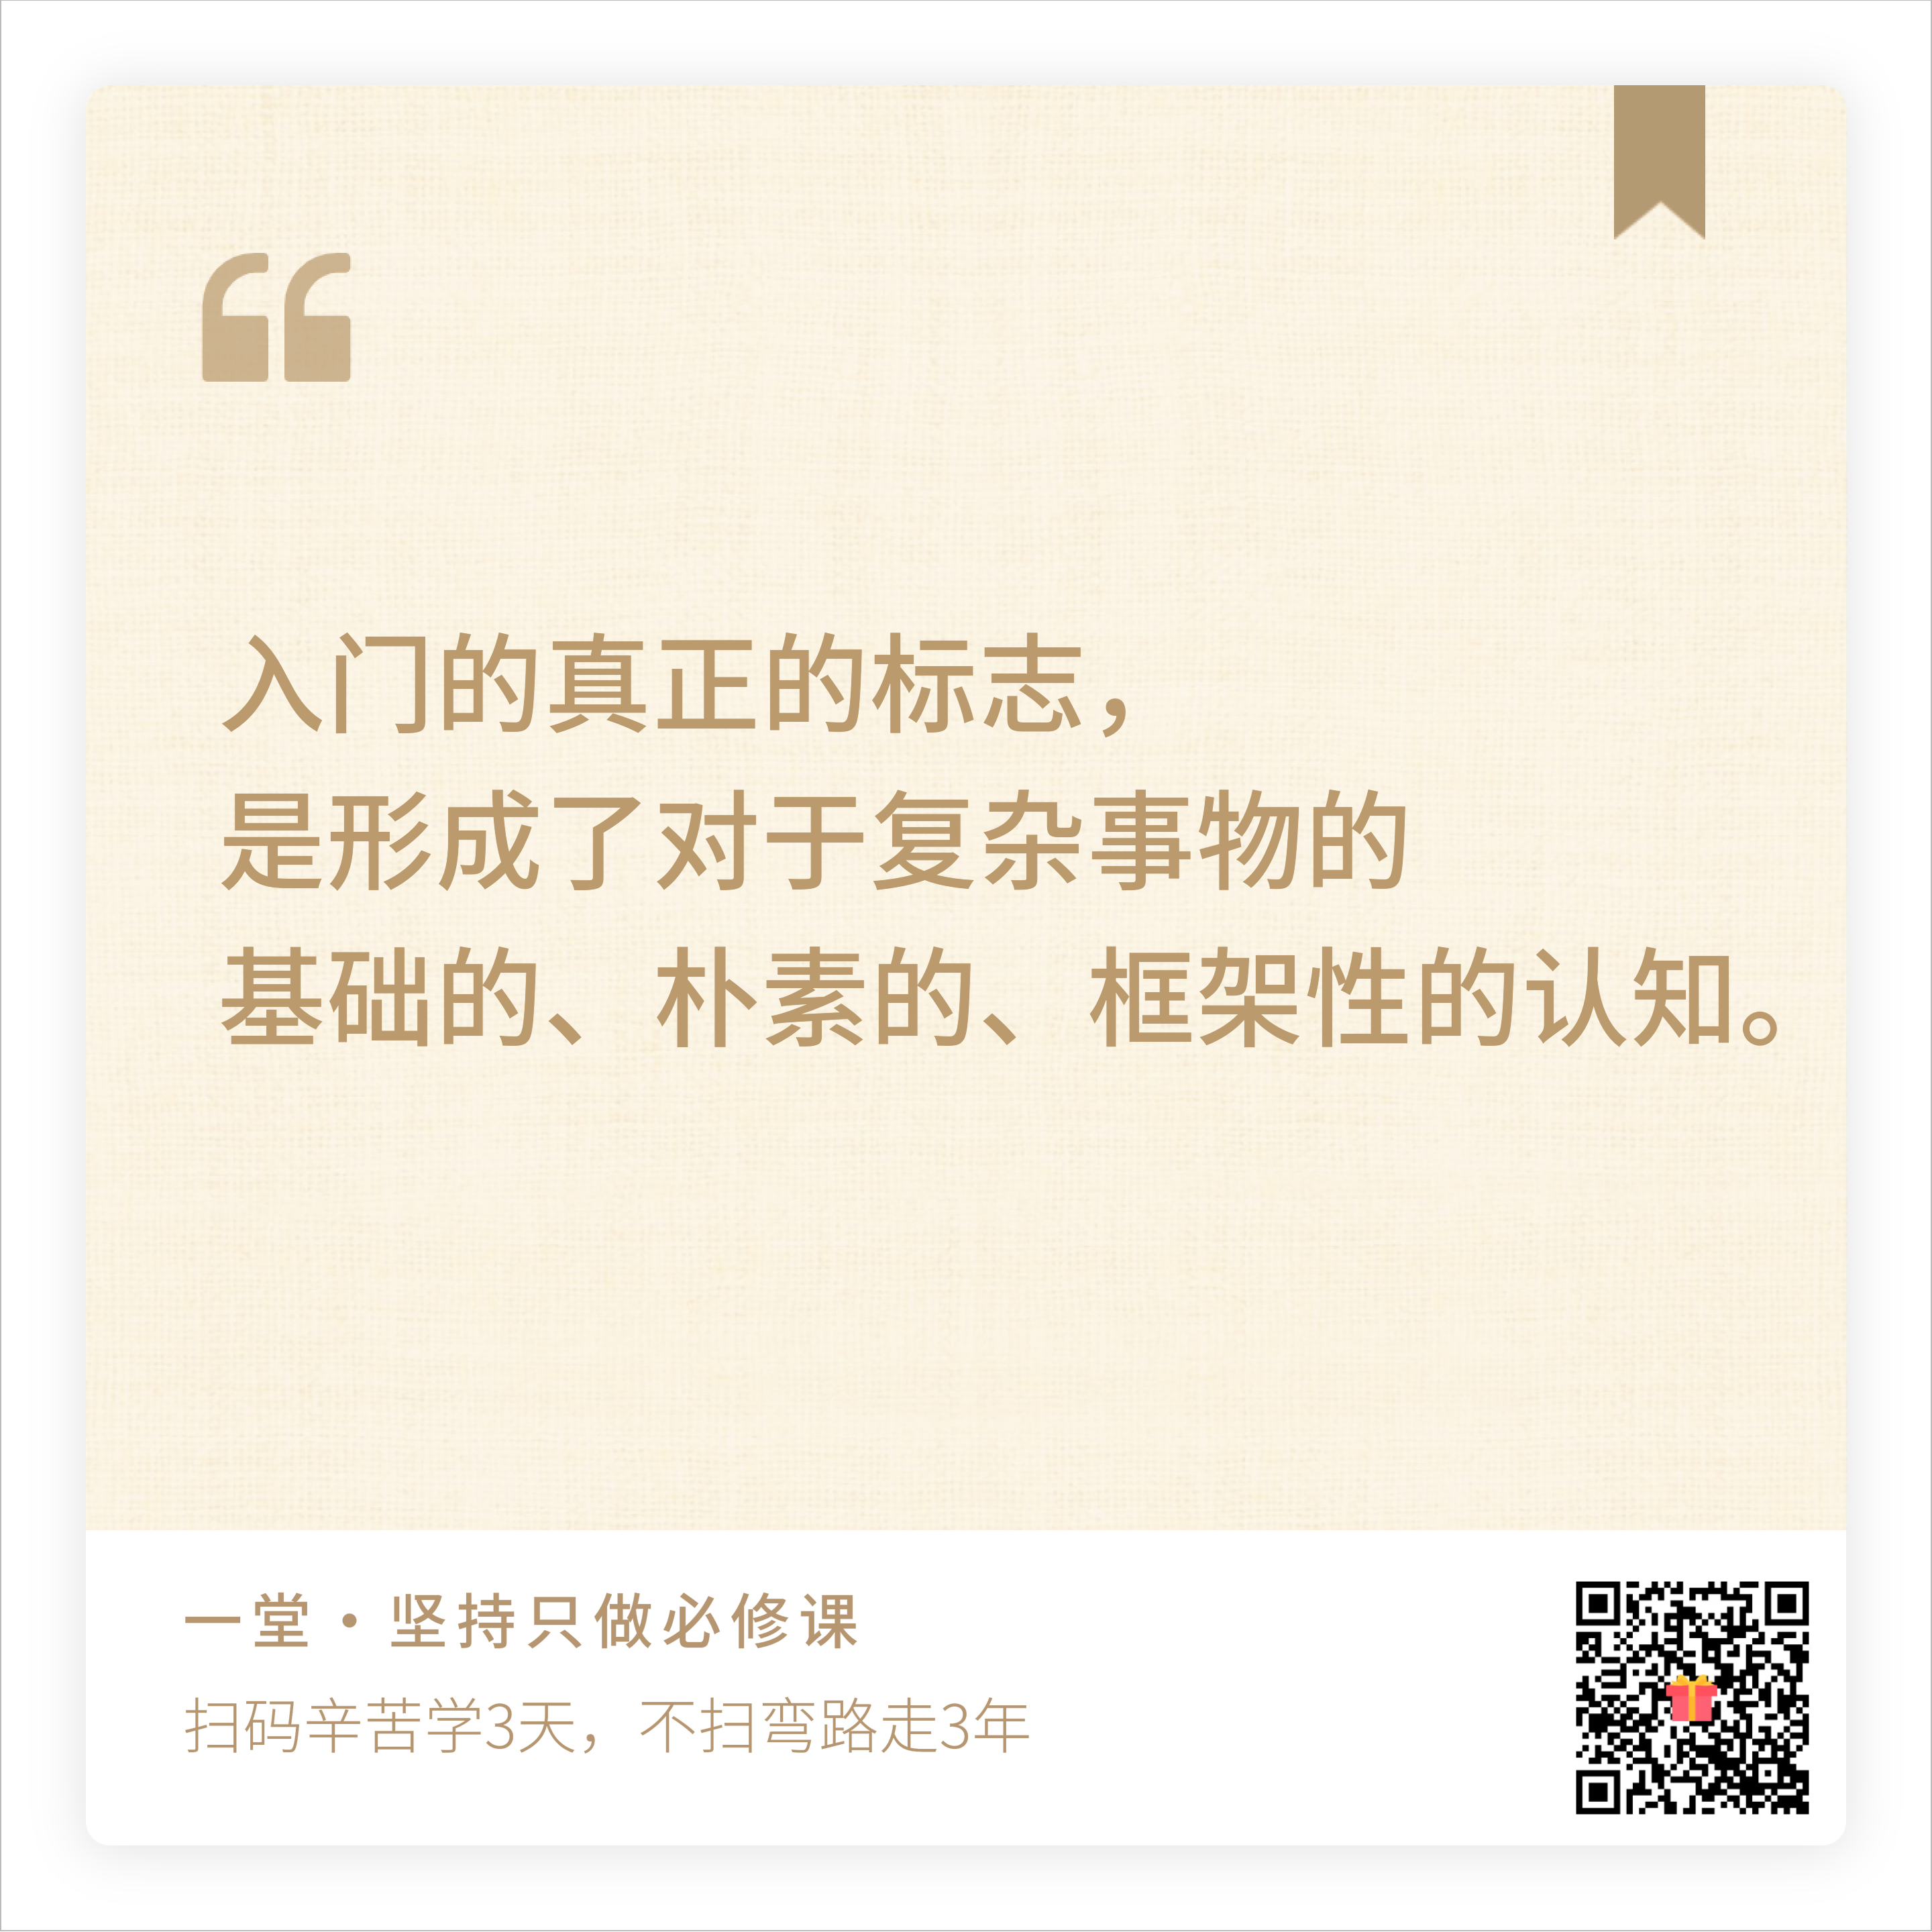 入门的真正的标志，
是形成了对于复杂事物的
基础的、朴素的、框架性的认知。
一堂·坚持只做必修课
扫码辛苦学3天，不扫弯路走3年